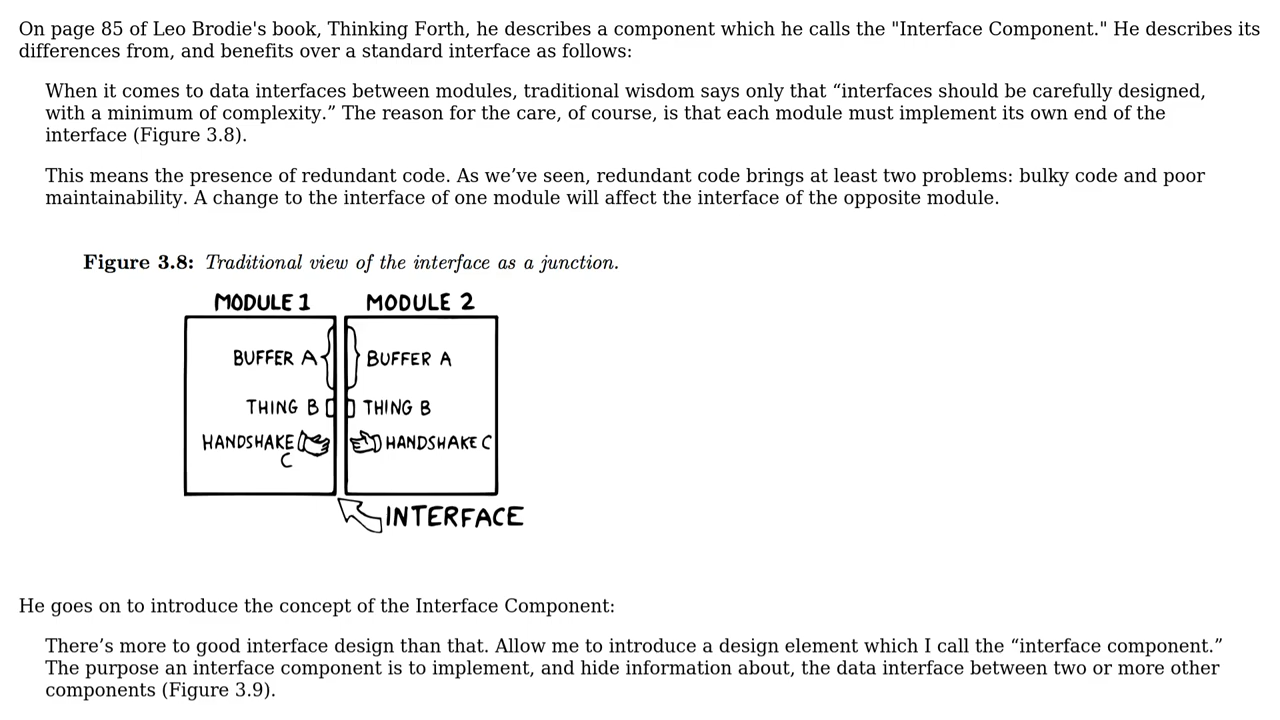 On page 85 of Leo Brodie's book, Thinking Forth, he describes a component which he calls the "Interface Component." He describes its
differences from, and benefits over a standard interface as follows:
When it comes to data interfaces between modules, traditional wisdom says only that “interfaces should be carefully designed,
with a minimum of complexity.” The reason for the care, of course, is that each module must implement its own end of the
interface (Figure 3.8).
This means the presence of redundant code. As we’ve seen, redundant code brings at least two problems: bulky code and poor
maintainability. A change to the interface of one module will affect the interface of the opposite module.
Figure 3.8: Traditional view of the interface as a junction.
MODULE 1 MODULE 2
BUFFER A BUFFER A
THING B THING B
HANDSHAKE HANDSHAKE C
C
INTERFACE
He goes on to introduce the concept of the Interface Component:
There’s more to good interface design than that. Allow me to introduce a design element which I call the “interface component.”
The purpose an interface component is to implement, and hide information about, the data interface between two or more other
components (Figure 3.9).